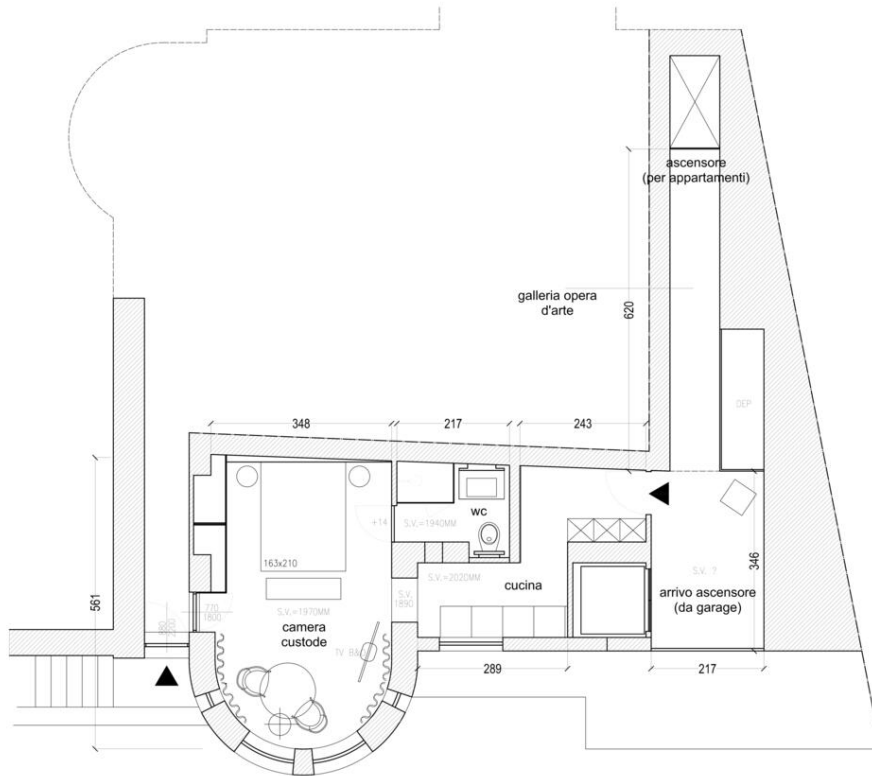 ascensore
(per appartamenti)
galleria opera
d'arte
620
DEP
348
217
243
wc
+14
S.V.=1940MM
163x210
S.V.=2020MM
cucina
S.V. ?
346
arrivo ascensore
(da garage)
561
770
1800
S.V.=1970MM
S.V.
1890
camera
custode
TV B&O
289
217